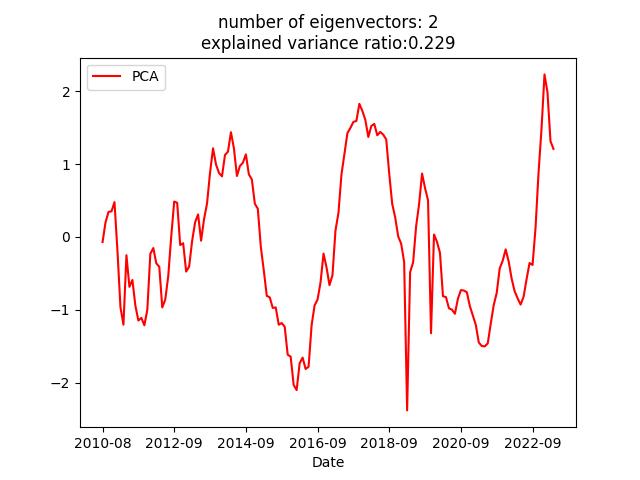 number of eigenvectors: 2
explained variance ratio:0.229
PCA
2
1
0
−1
−2
2010-08 2012-09 2014-09 2016-09 2018-09 2020-09 2022-09
Date